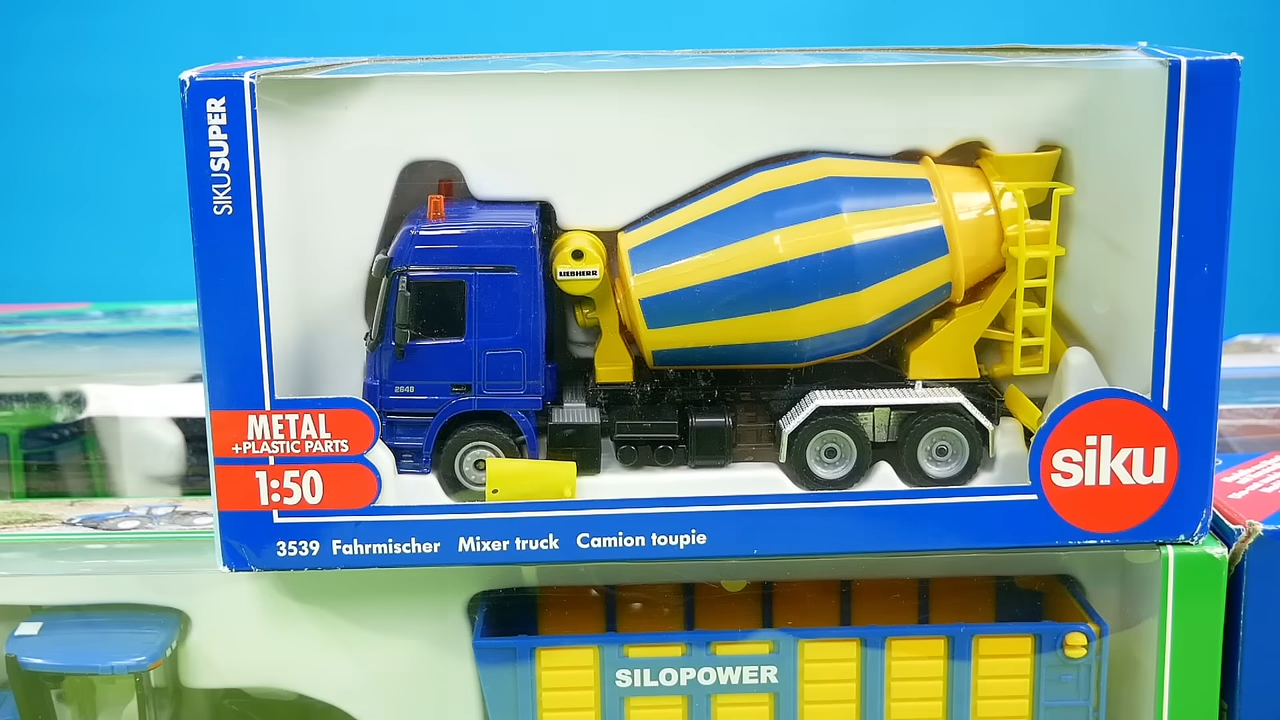 SIKUSUPER
LIEBHERR
2648
METAL
+PLASTIC PARTS
1:50
siku
3539 Fahrmischer Mixer truck Camion toupie
SILOPOWER